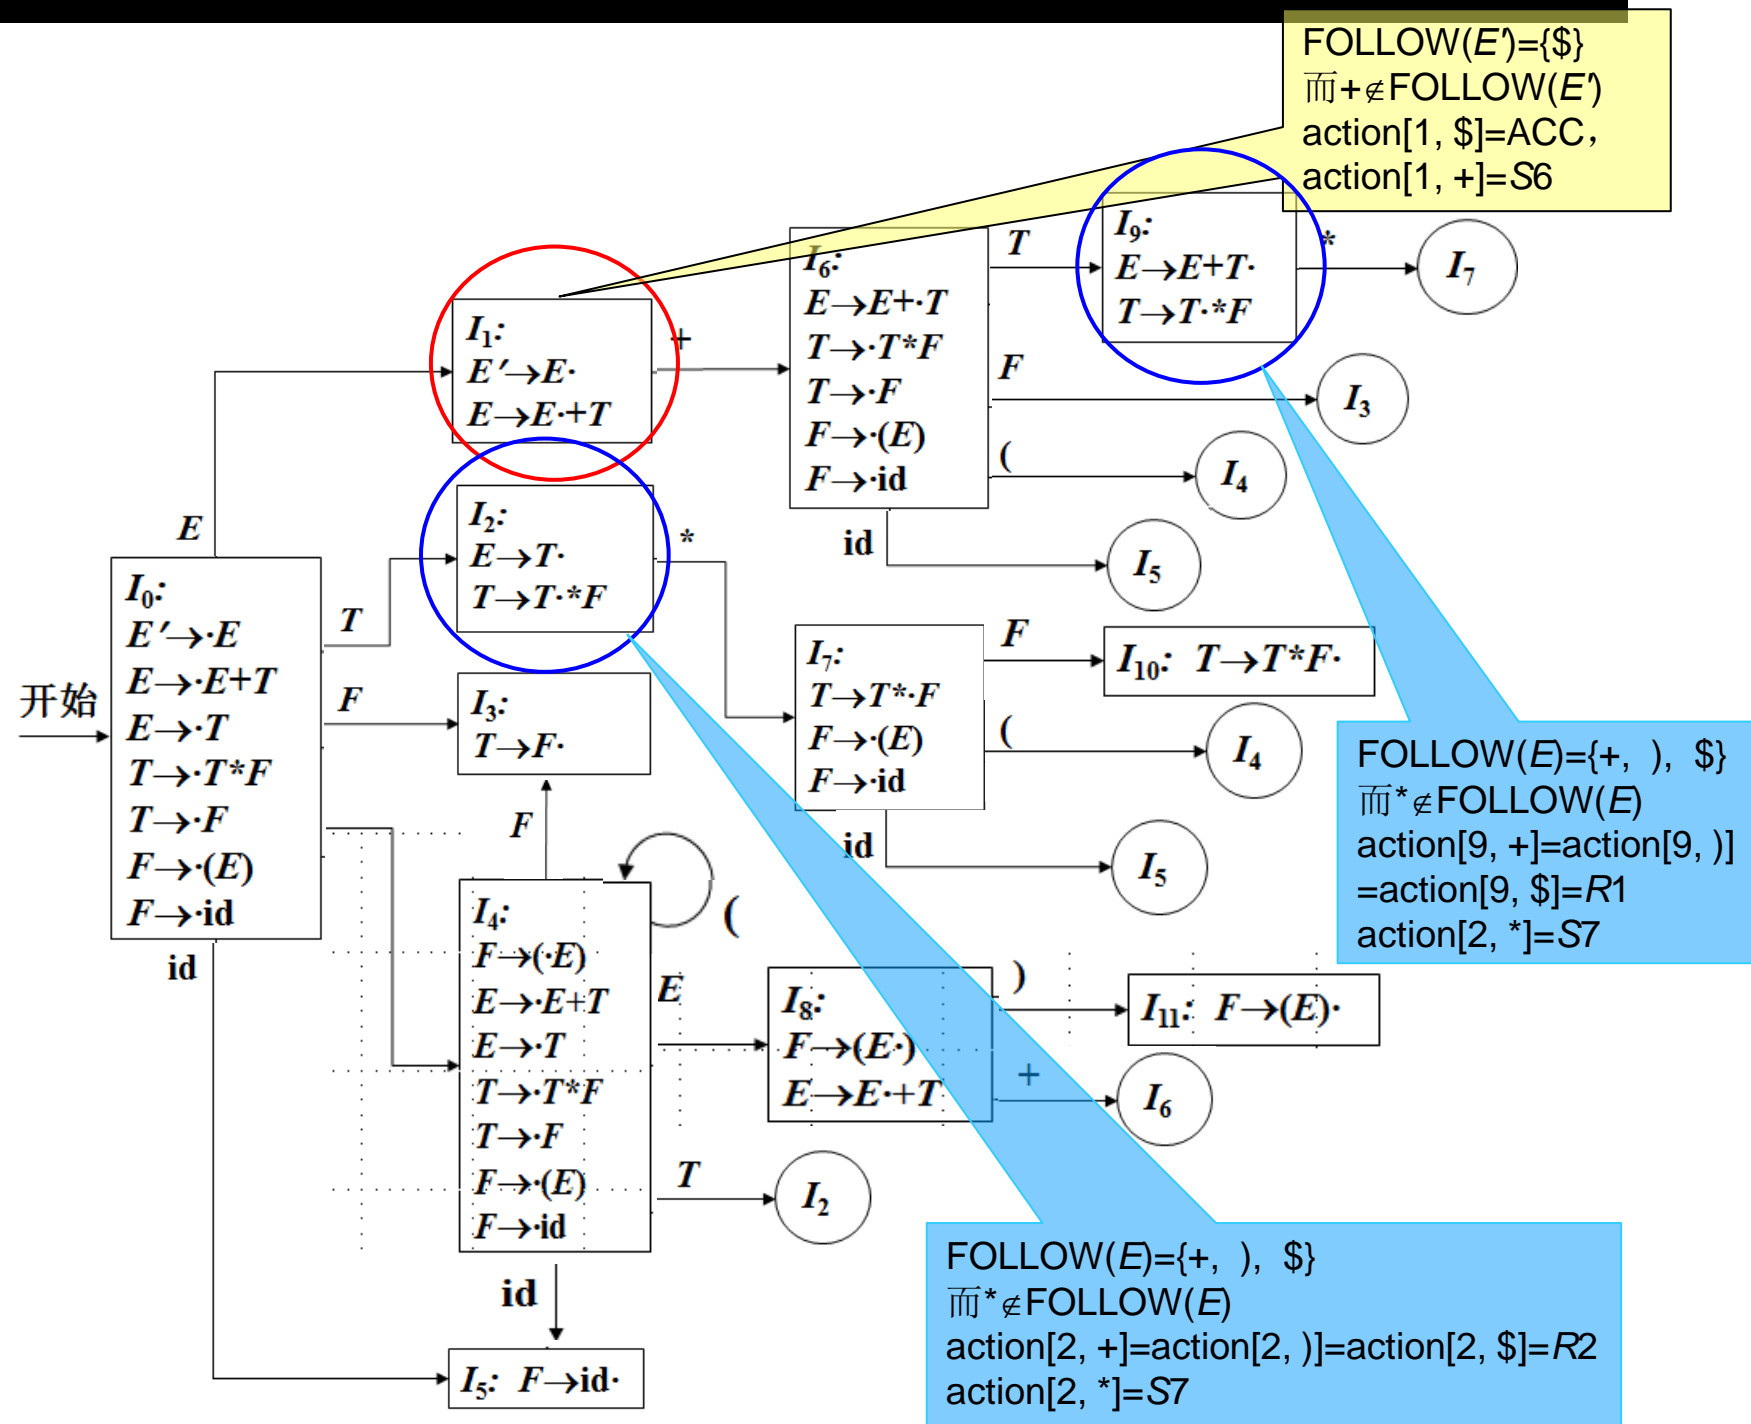 FOLLOW(E')={$}
而+∉FOLLOW(E')
action[1, $]=ACC，
action[1, +]=S6
I9:
E→E+T·
T→T·*F
*
I7
T
I6:
E→E+·T
T→·T*F
T→·F
F→·(E)
F→·id
F
I3
(
I4
id
I5
I1:
E′→E·
E→E·+T
+
E
I2:
E→T·
T→T·*F
*
I0:
E′→·E
E→·E+T
E→·T
T→·T*F
T→·F
F→·(E)
F→·id
开始
T
F
I3:
T→F·
F
I7:
T→T*·F
F→·(E)
F→·id
F
I10: T→T*F·
(
I4
id
I5
FOLLOW(E)={+, ), $}
而*∉FOLLOW(E)
action[9, +]=action[9, )]
=action[9, $]=R1
action[2, *]=S7
id
I4:
F→(·E)
E→·E+T
E→·T
T→·T*F
T→·F
F→·(E)
F→·id
(
E
I8:
F→(E·)
E→E·+T
)
I11: F→(E)·
+
I6
T
I2
id
I5: F→id·
FOLLOW(E)={+, ), $}
而*∉FOLLOW(E)
action[2, +]=action[2, )]=action[2, $]=R2
action[2, *]=S7